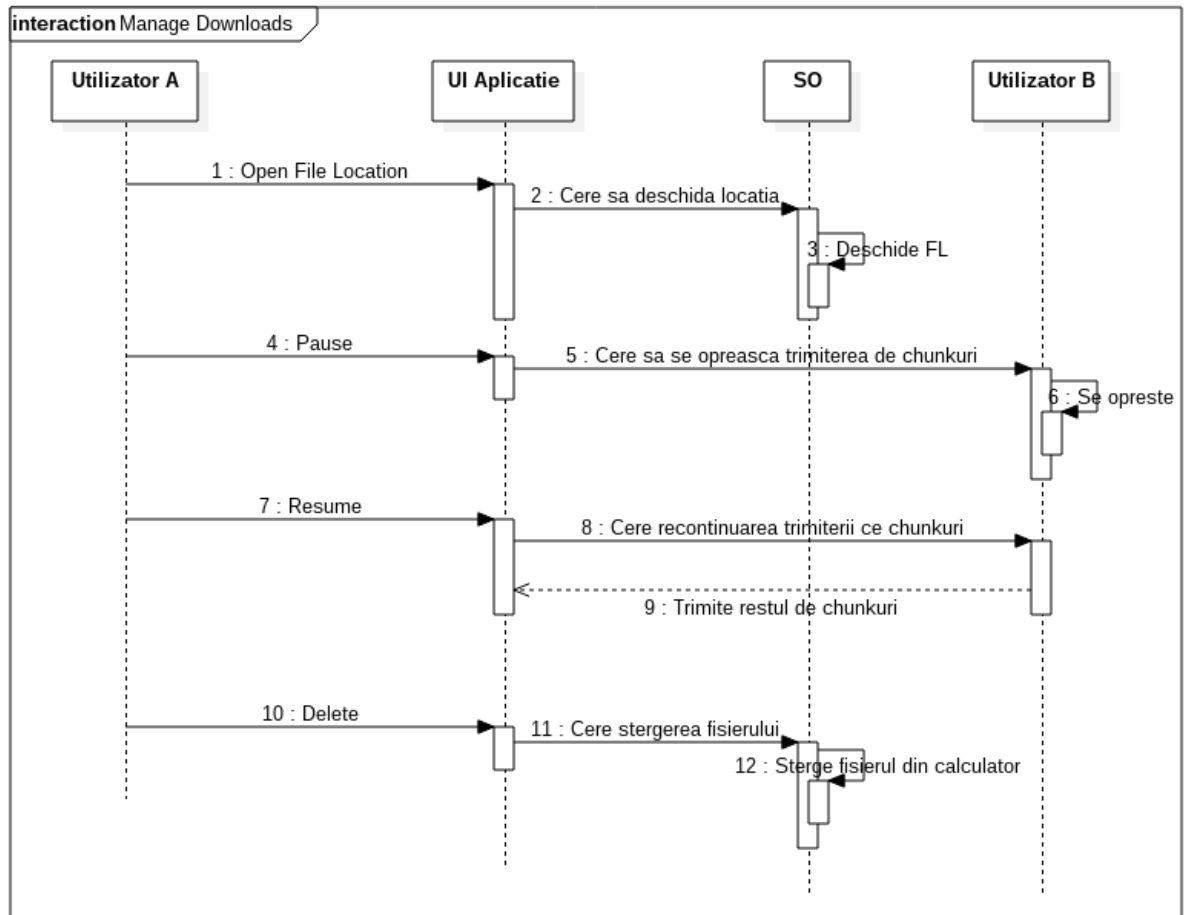 interaction Manage Downloads
Utilizator A
UI Aplicatie
SO
Utilizator B
1 : Open File Location
2 : Cere sa deschida locatia
3 : Deschide FL
4 : Pause
5 : Cere sa se opreasca trimiterea de chunkuri
6 : Se opreste
7 : Resume
8 : Cere recontinuarea trimiterii ce chunkuri
9 : Trimite restul de chunkuri
10 : Delete
11 : Cere stergerea fisierului
12 : Sterge fisierul din calculator